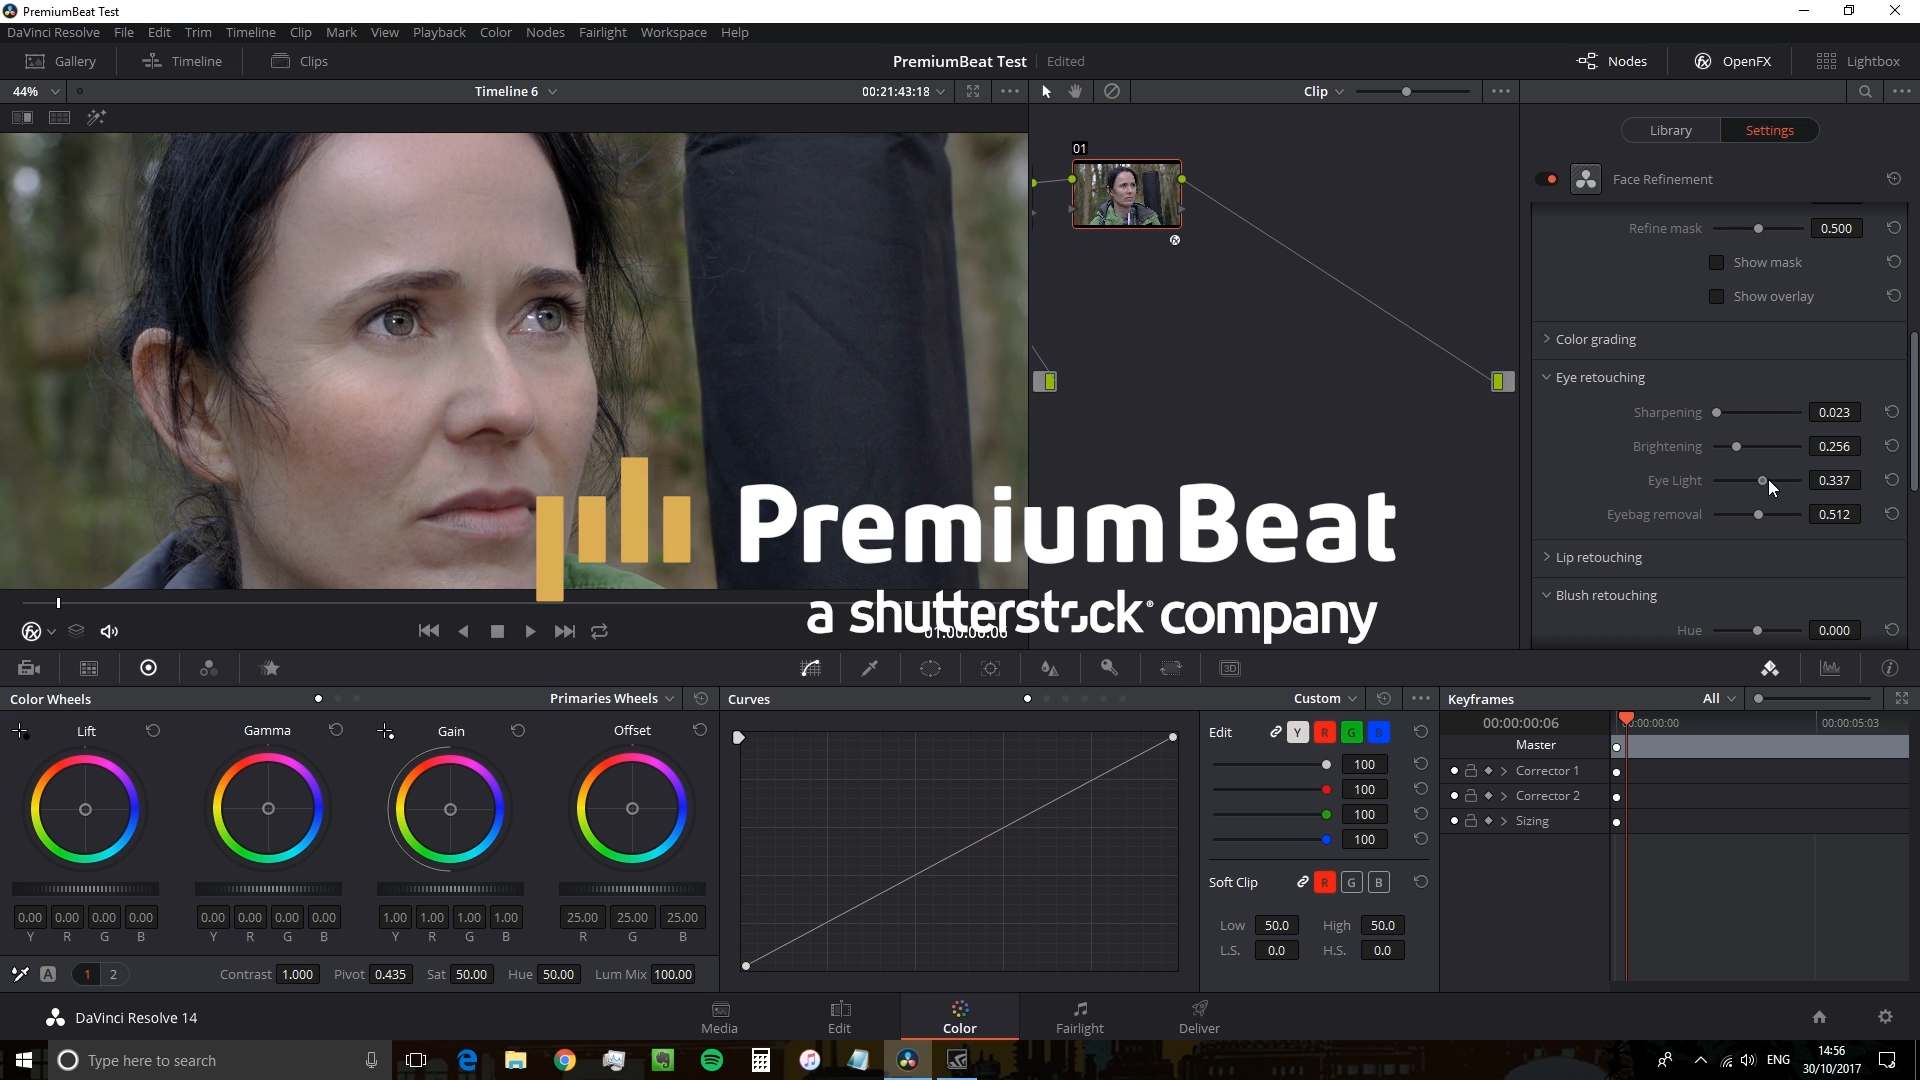 PremiumBeat Test
DaVinci Resolve File Edit Trim Timeline Clip Mark View Playback Color Nodes Fairlight Workspace Help
Gallery Timeline Clips PremiumBeat Test Edited Nodes OpenFX Lightbox
44% Timeline 6 00:21:43:18 Clip
Library Settings
01
Face Refinement
Refine mask 0.500
Show mask
Show overlay
Color grading
Eye retouching
Sharpening 0.023
Brightening 0.256
Eye Light 0.337
Eyebag removal 0.512
Lip retouching
Blush retouching
Hue 0.000
PremiumBeat
a shutterstock company
01:00:00:06
3D
Color Wheels Primaries Wheels Curves Custom Keyframes All
Lift Gamma Gain Offset
0.00 0.00 0.00 0.00 0.00 0.00 0.00 0.00 1.00 1.00 1.00 1.00 25.00 25.00 25.00
Y R G B Y R G B Y R G B R G B
A 1 2 Contrast 1.000 Pivot 0.435 Sat 50.00 Hue 50.00 Lum Mix 100.00
Edit Y R G B
100
100
100
100
Soft Clip R G B
Low 50.0 High 50.0
L.S. 0.0 H.S. 0.0
00:00:00:06 00:00:00:00 00:00:05:03
Master
Corrector 1
Corrector 2
Sizing
DaVinci Resolve 14 Media Edit Color Fairlight Deliver
Type here to search ENG 14:56
30/10/2017